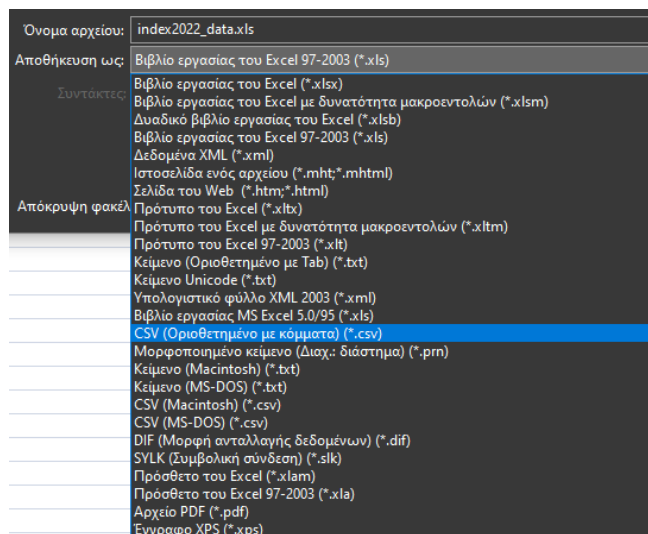 Όνομα αρχείου: index2022_data.xls
Αποθήκευση ως: Βιβλίο εργασίας του Excel 97-2003 (*.xls)
Συντάκτες:
Βιβλίο εργασίας του Excel (*.xlsx)
Βιβλίο εργασίας του Excel με δυνατότητα μακροεντολών (*.xlsm)
Δυαδικό βιβλίο εργασίας του Excel (*.xlsb)
Βιβλίο εργασίας του Excel 97-2003 (*.xls)
Δεδομένα XML (*.xml)
Ιστοσελίδα ενός αρχείου (*.mht;*.mhtml)
Σελίδα του Web (*.htm;*.html)
Απόκρυψη φακέλ
Πρότυπο του Excel (*.xltx)
Πρότυπο του Excel με δυνατότητα μακροεντολών (*.xltm)
Πρότυπο του Excel 97-2003 (*.xlt)
Κείμενο (Οριοθετημένο με Tab) (*.txt)
Κείμενο Unicode (*.txt)
Υπολογιστικό φύλλο XML 2003 (*.xml)
Βιβλίο εργασίας MS Excel 5.0/95 (*.xls)
CSV (Οριοθετημένο με κόμματα) (*.csv)
Μορφοποιημένο κείμενο (Διαχ.: διάστημα) (*.prn)
Κείμενο (Macintosh) (*.txt)
Κείμενο (MS-DOS) (*.txt)
CSV (Macintosh) (*.csv)
CSV (MS-DOS) (*.csv)
DIF (Μορφή ανταλλαγής δεδομένων) (*.dif)
SYLK (Συμβολική σύνδεση) (*.slk)
Πρόσθετο του Excel (*.xlam)
Πρόσθετο του Excel 97-2003 (*.xla)
Αρχείο PDF (*.pdf)
Έγγραφο XPS (*.xps)